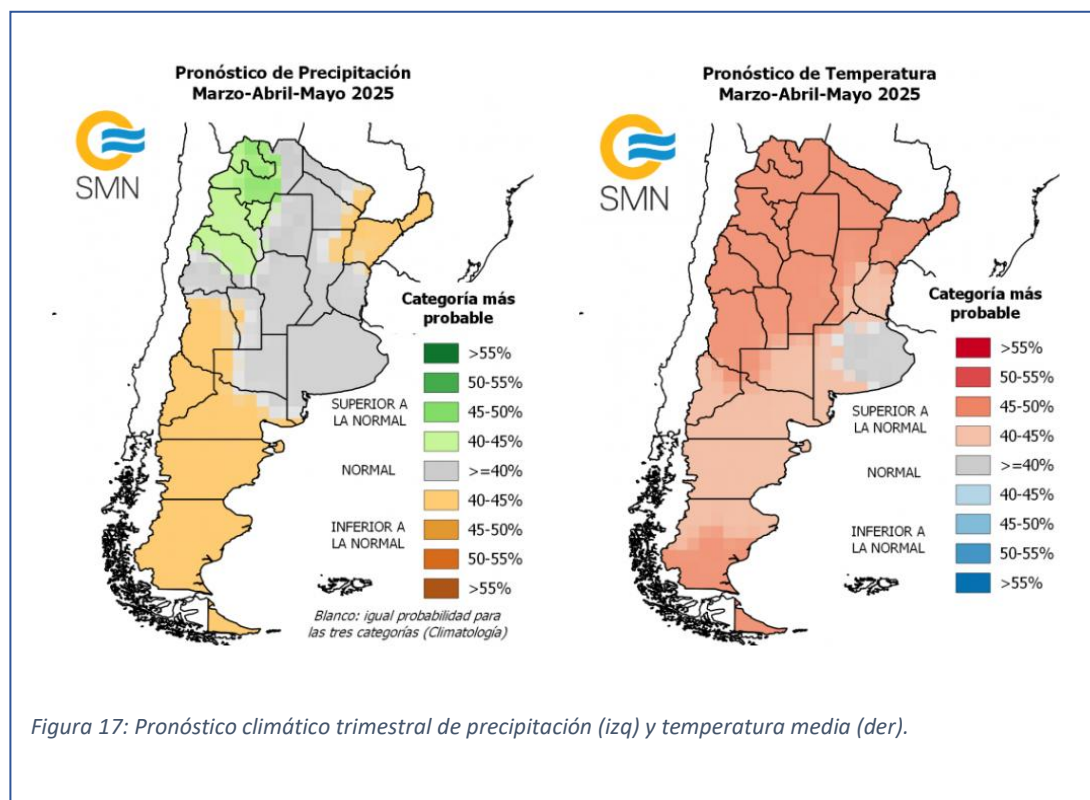 Pronóstico de Precipitación
Marzo-Abril-Mayo 2025
SMN
Categoría más
probable
>55%
50-55%
45-50%
SUPERIOR A
LA NORMAL
40-45%
NORMAL
>=40%
40-45%
45-50%
INFERIOR A
LA NORMAL
50-55%
>55%
Blanco: igual probabilidad para
las tres categorías (Climatología)
Pronóstico de Temperatura
Marzo-Abril-Mayo 2025
SMN
Categoría más
probable
>55%
50-55%
45-50%
SUPERIOR A
LA NORMAL
40-45%
NORMAL
>=40%
40-45%
45-50%
INFERIOR A
LA NORMAL
50-55%
>55%
Figura 17: Pronóstico climático trimestral de precipitación (izq) y temperatura media (der).